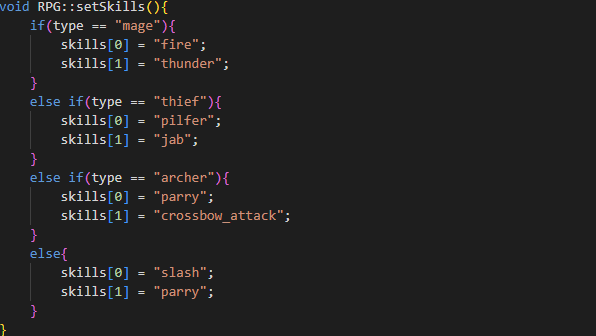 void RPG::setSkills(){
    if(type == "mage"){
        skills[0] = "fire";
        skills[1] = "thunder";
    }
    else if(type == "thief"){
        skills[0] = "pilfer";
        skills[1] = "jab";
    }
    else if(type == "archer"){
        skills[0] = "parry";
        skills[1] = "crossbow_attack";
    }
    else{
        skills[0] = "slash";
        skills[1] = "parry";
    }
}